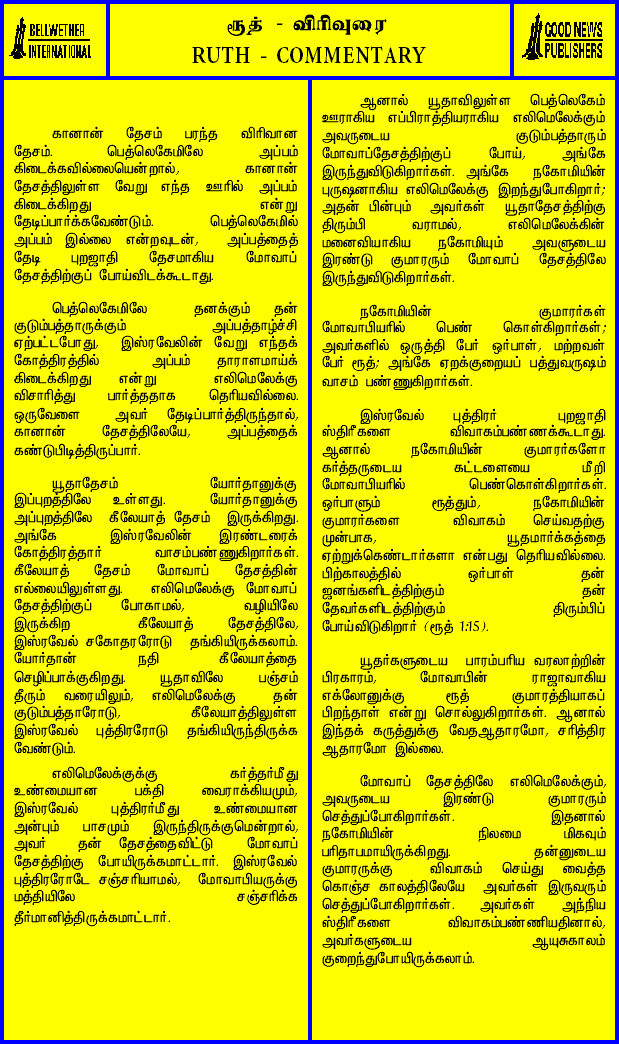 BELLWETHER
INTERNATIONAL
ரூத் - விரிவுரை
RUTH - COMMENTARY
GOOD NEWS
PUBLISHERS
கானான் தேசம் பரந்த விரிவான
தேசம். பெத்லெகேமிலே அப்பம்
கிடைக்கவில்லையென்றால், கானான்
தேசத்திலுள்ள வேறு எந்த ஊரில் அப்பம்
கிடைக்கிறது என்று
தேடிப்பார்க்கவேண்டும். பெத்லெகேமில்
அப்பம் இல்லை என்றவுடன், அப்பத்தைத்
தேடி புறஜாதி தேசமாகிய மோவாப்
தேசத்திற்குப் போய்விடக்கூடாது.
பெத்லெகேமிலே தனக்கும் தன்
குடும்பத்தாருக்கும் அப்பத்தாழ்ச்சி
ஏற்பட்டபோது, இஸ்ரவேலின் வேறு எந்தக்
கோத்திரத்தில் அப்பம் தாராளமாய்க்
கிடைக்கிறது என்று எலிமெலேக்கு
விசாரித்து பார்த்ததாக தெரியவில்லை.
ஒருவேளை அவர் தேடிப்பார்த்திருந்தால்,
கானான் தேசத்திலேயே, அப்பத்தைக்
கண்டுபிடித்திருப்பார்.
யூதாதேசம் யோர்தானுக்கு
இப்புறத்திலே உள்ளது. யோர்தானுக்கு
அப்புறத்திலே கீலேயாத் தேசம் இருக்கிறது.
அங்கே இஸ்ரவேலின் இரண்டரைக்
கோத்திரத்தார் வாசம்பண்ணுகிறார்கள்.
கீலேயாத் தேசம் மோவாப் தேசத்தின்
எல்லையிலுள்ளது. எலிமெலேக்கு மோவாப்
தேசத்திற்குப் போகாமல், வழியிலே
இருக்கிற கீலேயாத் தேசத்திலே,
இஸ்ரவேல் சகோதரரோடு தங்கியிருக்கலாம்.
யோர்தான் நதி கீலேயாத்தை
செழிப்பாக்குகிறது. யூதாவிலே பஞ்சம்
தீரும் வரையிலும், எலிமெலேக்கு தன்
குடும்பத்தாரோடு, கீலேயாத்திலுள்ள
இஸ்ரவேல் புத்திரரோடு தங்கியிருந்திருக்க
வேண்டும்.
எலிமெலேக்குக்கு கர்த்தர்மீது
உண்மையான பக்தி வைராக்கியமும்,
இஸ்ரவேல் புத்திரர்மீது உண்மையான
அன்பும் பாசமும் இருந்திருக்குமென்றால்,
அவர் தன் தேசத்தைவிட்டு மோவாப்
தேசத்திற்கு போயிருக்கமாட்டார். இஸ்ரவேல்
புத்திரரோடே சஞ்சரியாமல், மோவாபியருக்கு
மத்தியிலே சஞ்சரிக்க
தீர்மானித்திருக்கமாட்டார்.
ஆனால் யூதாவிலுள்ள பெத்லெகேம்
ஊராகிய எப்பிராத்தியராகிய எலிமெலேக்கும்
அவருடைய குடும்பத்தாரும்
மோவாப்தேசத்திற்குப் போய், அங்கே
இருந்துவிடுகிறார்கள். அங்கே நகோமியின்
புருஷனாகிய எலிமெலேக்கு இறந்துபோகிறார்;
அதன் பின்பும் அவர்கள் யூதாதேசத்திற்கு
திரும்பி வராமல், எலிமெலேக்கின்
மனைவியாகிய நகோமியும் அவளுடைய
இரண்டு குமாரரும் மோவாப் தேசத்திலே
இருந்துவிடுகிறார்கள்.
நகோமியின் குமாரர்கள்
மோவாபியரில் பெண் கொள்கிறார்கள்;
அவர்களில் ஒருத்தி பேர் ஒர்பாள், மற்றவள்
பேர் ரூத்; அங்கே ஏறக்குறையப் பத்துவருஷம்
வாசம் பண்ணுகிறார்கள்.
இஸ்ரவேல் புத்திரர் புறஜாதி
ஸ்திரீகளை விவாகம்பண்ணக்கூடாது.
ஆனால் நகோமியின் குமாரர்களோ
கர்த்தருடைய கட்டளையை மீறி
மோவாபியரில் பெண்கொள்கிறார்கள்.
ஒர்பாளும் ரூத்தும், நகோமியின்
குமாரர்களை விவாகம் செய்வதற்கு
முன்பாக, யூதமார்க்கத்தை
ஏற்றுக்கெண்டார்களா என்பது தெரியவில்லை.
பிற்காலத்தில் ஒர்பாள் தன்
ஜனங்களிடத்திற்கும் தன்
தேவர்களிடத்திற்கும் திரும்பிப்
போய்விடுகிறார் (ரூத் 1:15).
யூதர்களுடைய பாரம்பரிய வரலாற்றின்
பிரகாரம், மோவாபின் ராஜாவாகிய
எக்லோனுக்கு ரூத் குமாரத்தியாகப்
பிறந்தாள் என்று சொல்லுகிறார்கள். ஆனால்
இந்தக் கருத்துக்கு வேதஆதாரமோ, சரித்திர
ஆதாரமோ இல்லை.
மோவாப் தேசத்திலே எலிமெலேக்கும்,
அவருடைய இரண்டு குமாரரும்
செத்துப்போகிறார்கள். இதனால்
நகோமியின் நிலமை மிகவும்
பரிதாபமாயிருக்கிறது. தன்னுடைய
குமாரருக்கு விவாகம் செய்து வைத்த
கொஞ்ச காலத்திலேயே அவர்கள் இருவரும்
செத்துப்போகிறார்கள். அவர்கள் அந்நிய
ஸ்திரீகளை விவாகம்பண்ணியதினால்,
அவர்களுடைய ஆயுசுகாலம்
குறைந்துபோயிருக்கலாம்.